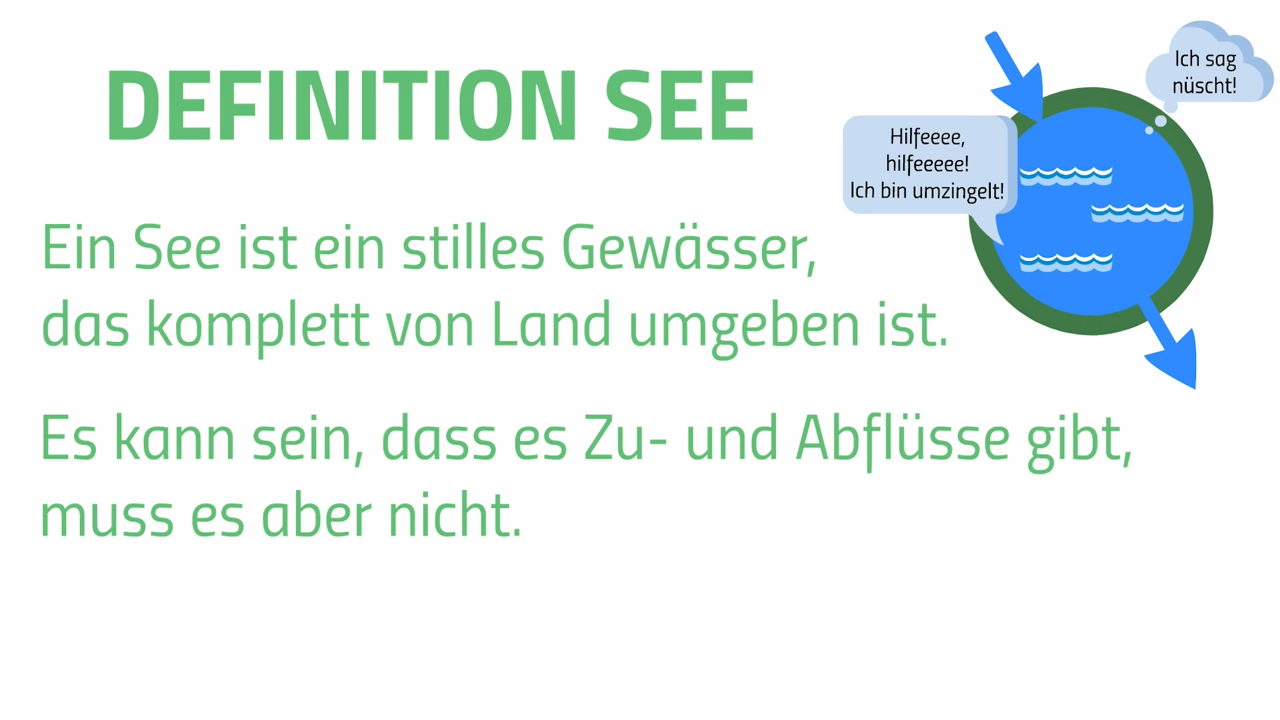 DEFINITION SEE
Ein See ist ein stilles Gewässer,
das komplett von Land umgeben ist.
Es kann sein, dass es Zu- und Abflüsse gibt,
muss es aber nicht.
Hilfeeee,
hilfeeeee!
Ich bin umzingelt!
Ich sag
nüscht!